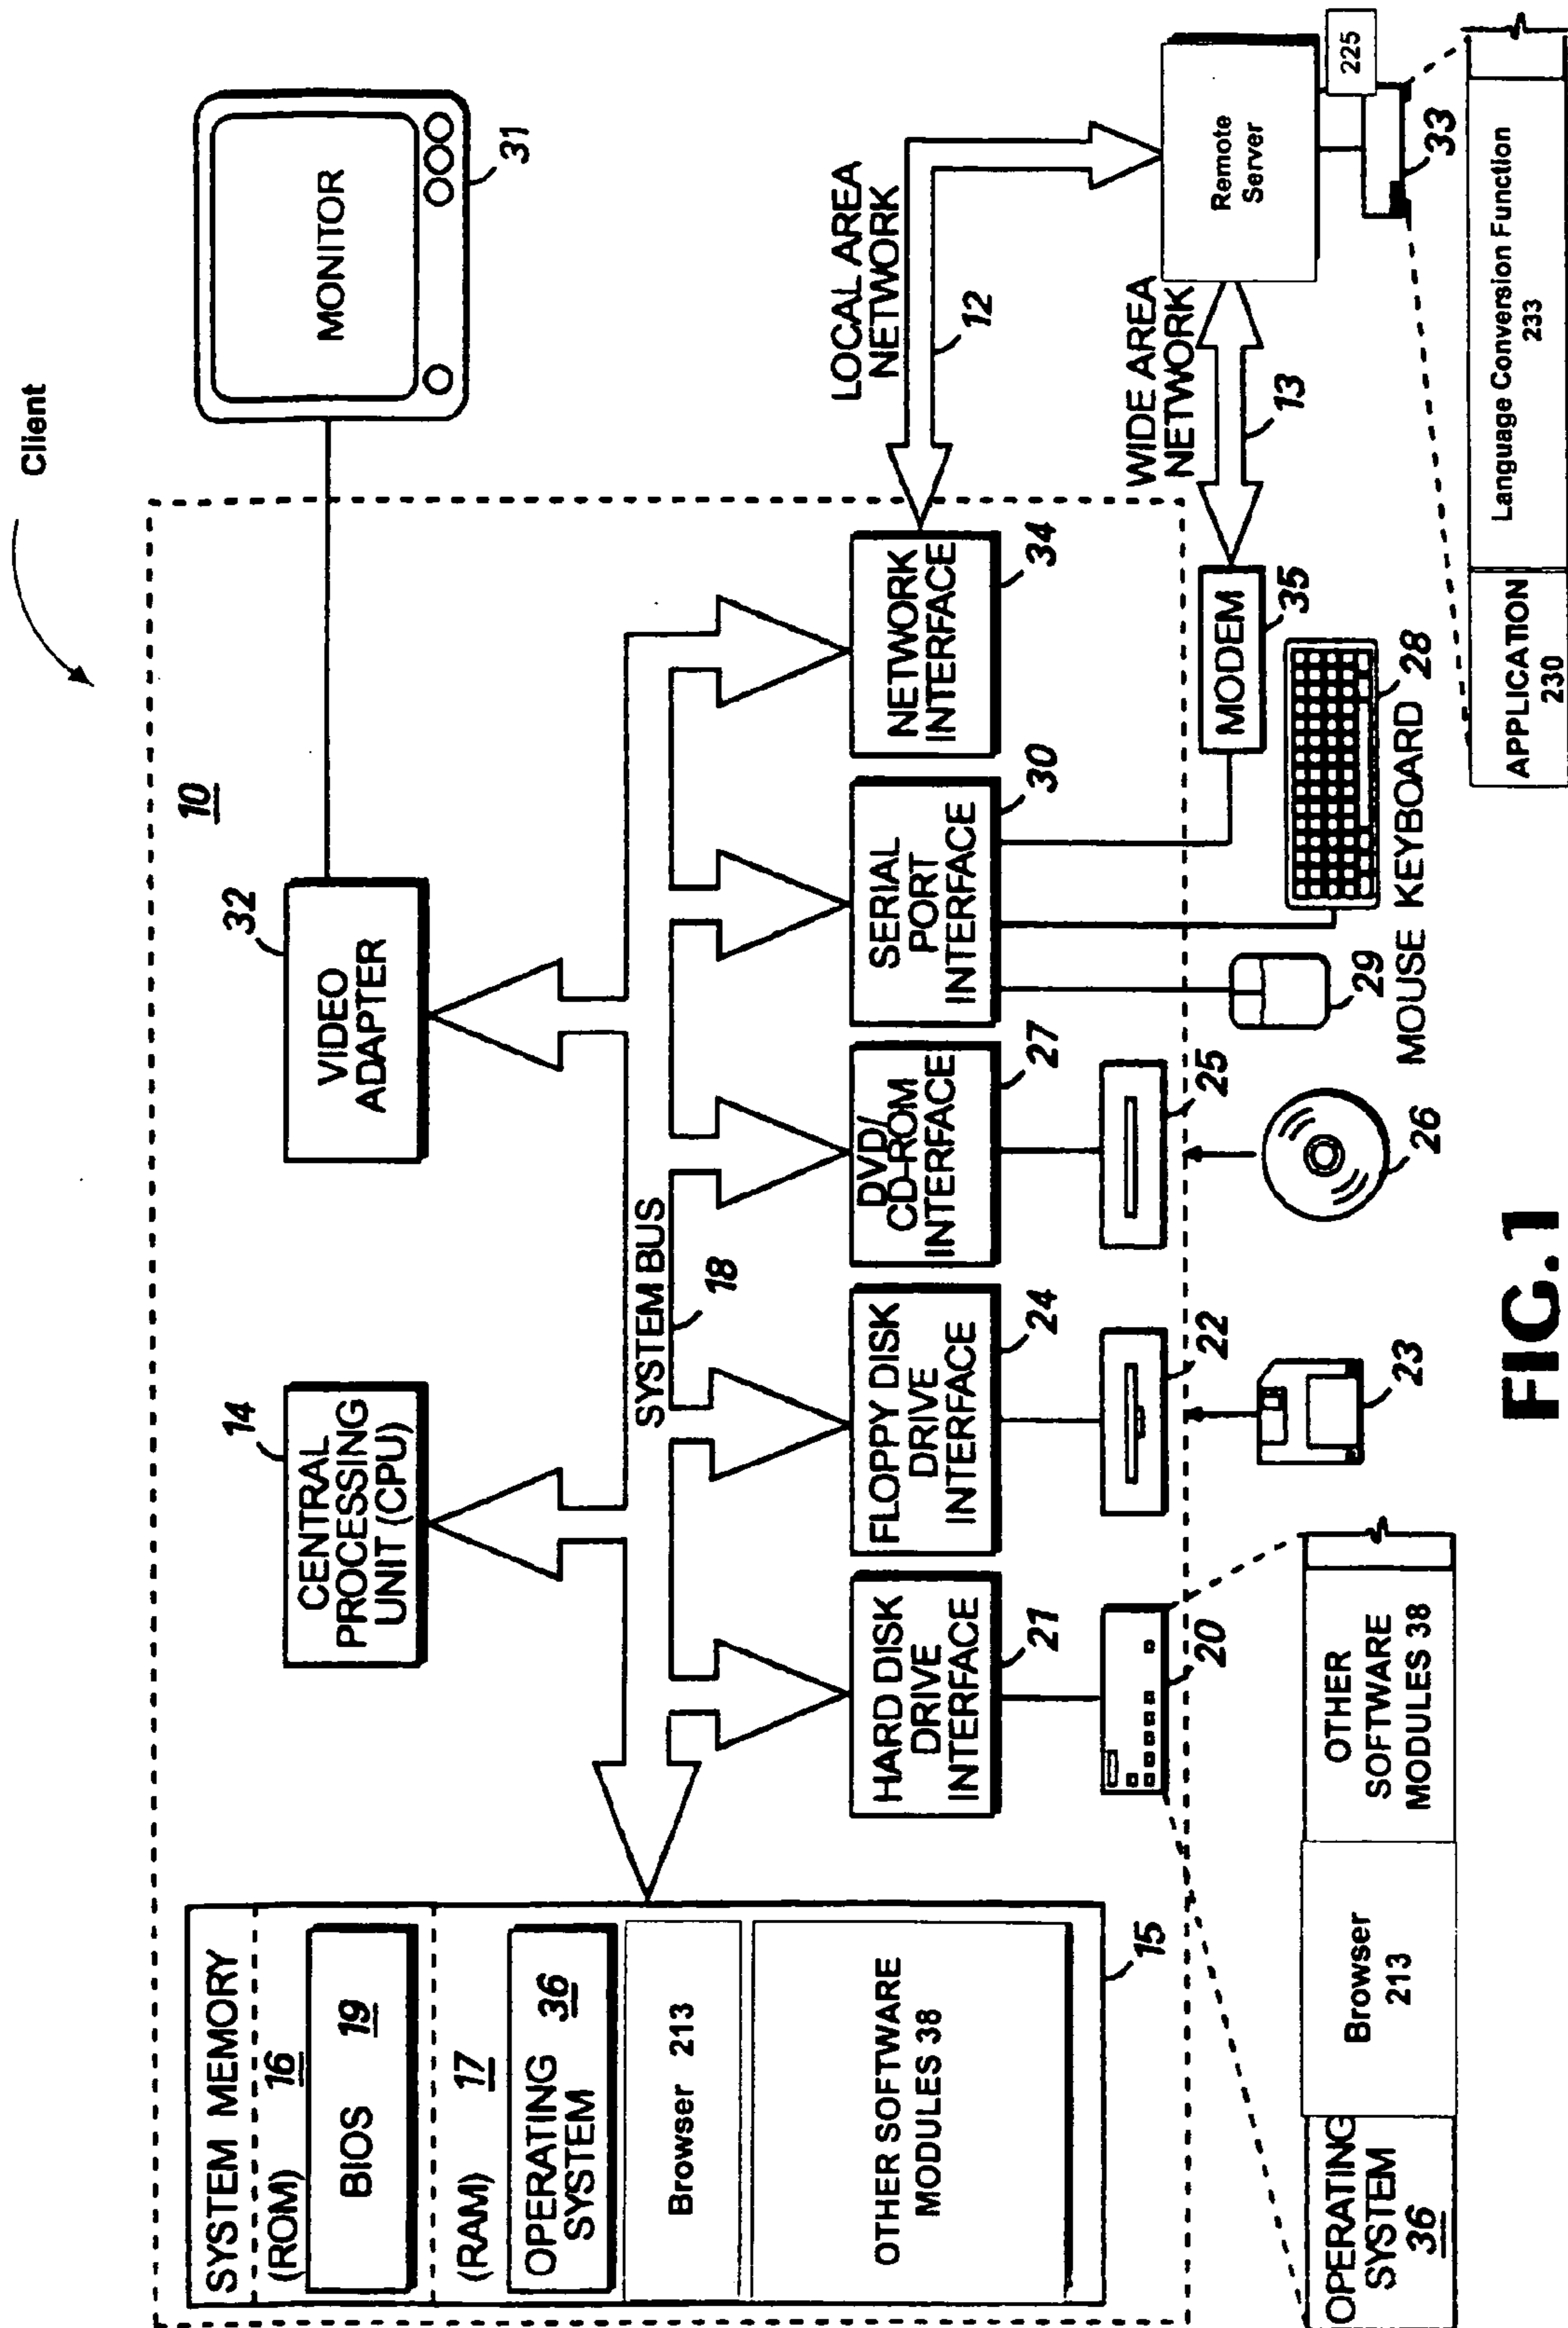 Client
10
SYSTEM MEMORY
(ROM) 16
BIOS 19
(RAM) 17
OPERATING 36
SYSTEM
Browser 213
OTHER SOFTWARE
MODULES 38
15
14
CENTRAL
PROCESSING
UNIT (CPU)
32
VIDEO
ADAPTER
MONITOR
31
SYSTEM BUS
18
HARD DISK
DRIVE
INTERFACE
21
FLOPPY DISK
DRIVE
INTERFACE
24
DVD/
CD-ROM
INTERFACE
27
SERIAL
PORT
INTERFACE
30
NETWORK
INTERFACE
34
LOCAL AREA
NETWORK
12
WIDE AREA
NETWORK
13
Remote
Server
225
33
20
22
23
25
26
29
MOUSE
28
KEYBOARD
MODEM
35
OPERATING
SYSTEM
36
Browser
213
OTHER
SOFTWARE
MODULES 38
APPLICATION
230
Language Conversion Function
233
FIG.1